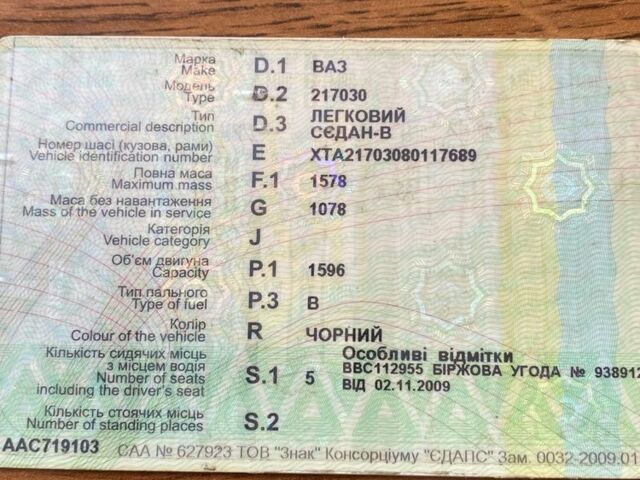 Марка D.1 ВАЗ
Make
Модель D.2 217030
Type
Тип D.3 ЛЕГКОВИЙ
Commercial description СЄДАН-В
Номер шасі (кузова, рами) E XTA21703080117689
Vehicle identification number
Повна маса F.1 1578
Maximum mass
Маса без навантаження G 1078
Mass of the vehicle in service
Категорія J
Vehicle category
Об'єм двигуна P.1 1596
Capacity
Тип пального P.3 B
Type of fuel
Колір R ЧОРНИЙ
Colour of the vehicle
Кількість сидячих місць Особливі відмітки
з місцем водія S.1 5 ВВС112955 БІРЖОВА УГОДА № 938912
Number of seats ВІД 02.11.2009
including the driver's seat
Кількість стоячих місць S.2
Number of standing places
ААС719103 САА № 627923 ТОВ "Знак" Консорціуму "ЄДАПС" Зам. 0032-2009.01